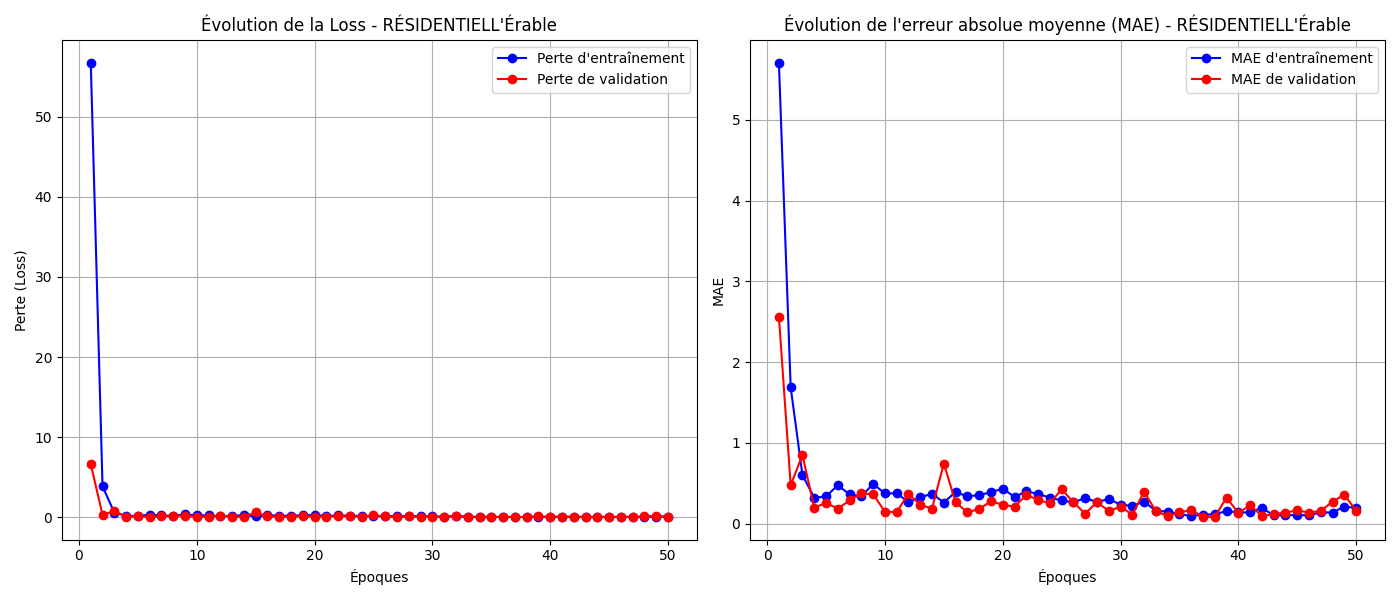 Évolution de la Loss - RÉSIDENTIELL'Érable
Perte d'entraînement
Perte de validation
Perte (Loss)
50
40
30
20
10
0
0 10 20 30 40 50
Époques
Évolution de l'erreur absolue moyenne (MAE) - RÉSIDENTIELL'Érable
MAE d'entraînement
MAE de validation
MAE
5
4
3
2
1
0
0 10 20 30 40 50
Époques